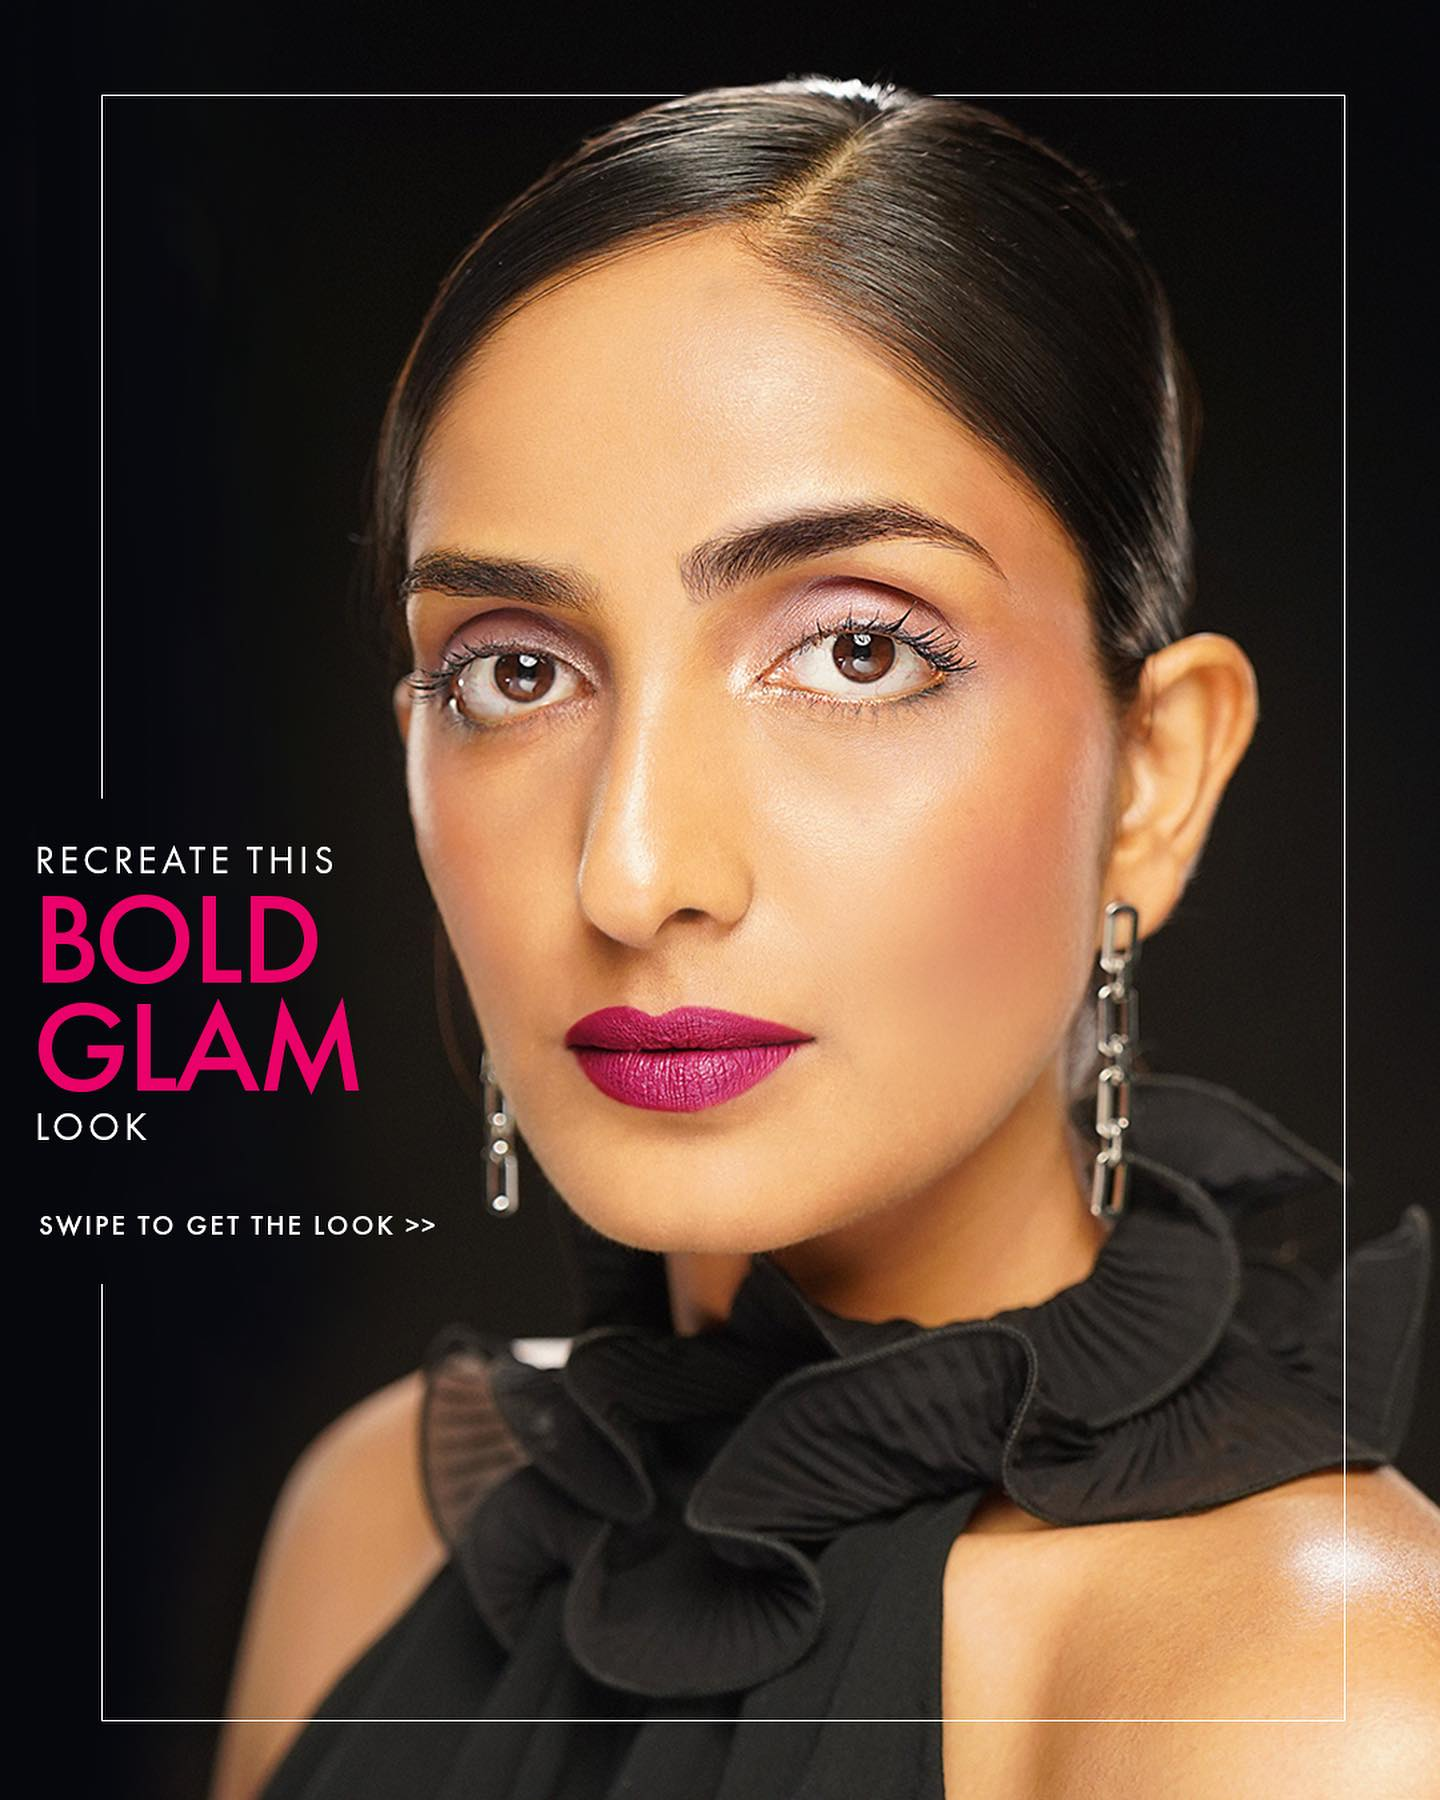 RECREATE THIS
BOLD
GLAM
LOOK
SWIPE TO GET THE LOOK >>